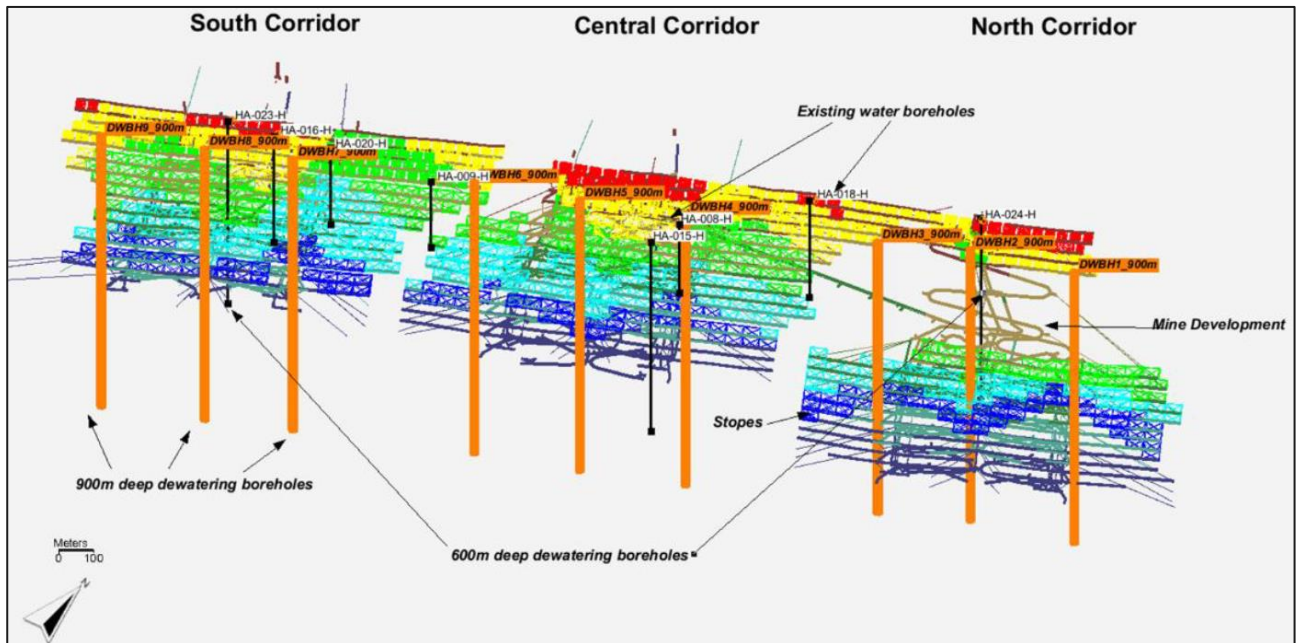 South Corridor
Central Corridor
North Corridor
HA-023-H
Existing water boreholes
DWBH9_900m
HA-016-H
DWBH8_900m
HA-020-H
DWBH7_900m
HA-009-H
DWBH6_900m
DWBH5_900m
HA-018-H
DWBH4_900m
HA-008-H
HA-024-H
HA-015-H
DWBH3_900m
DWBH2_900m
DWBH1_900m
Mine Development
Stopes
900m deep dewatering boreholes
600m deep dewatering boreholes
Meters
0 100
N